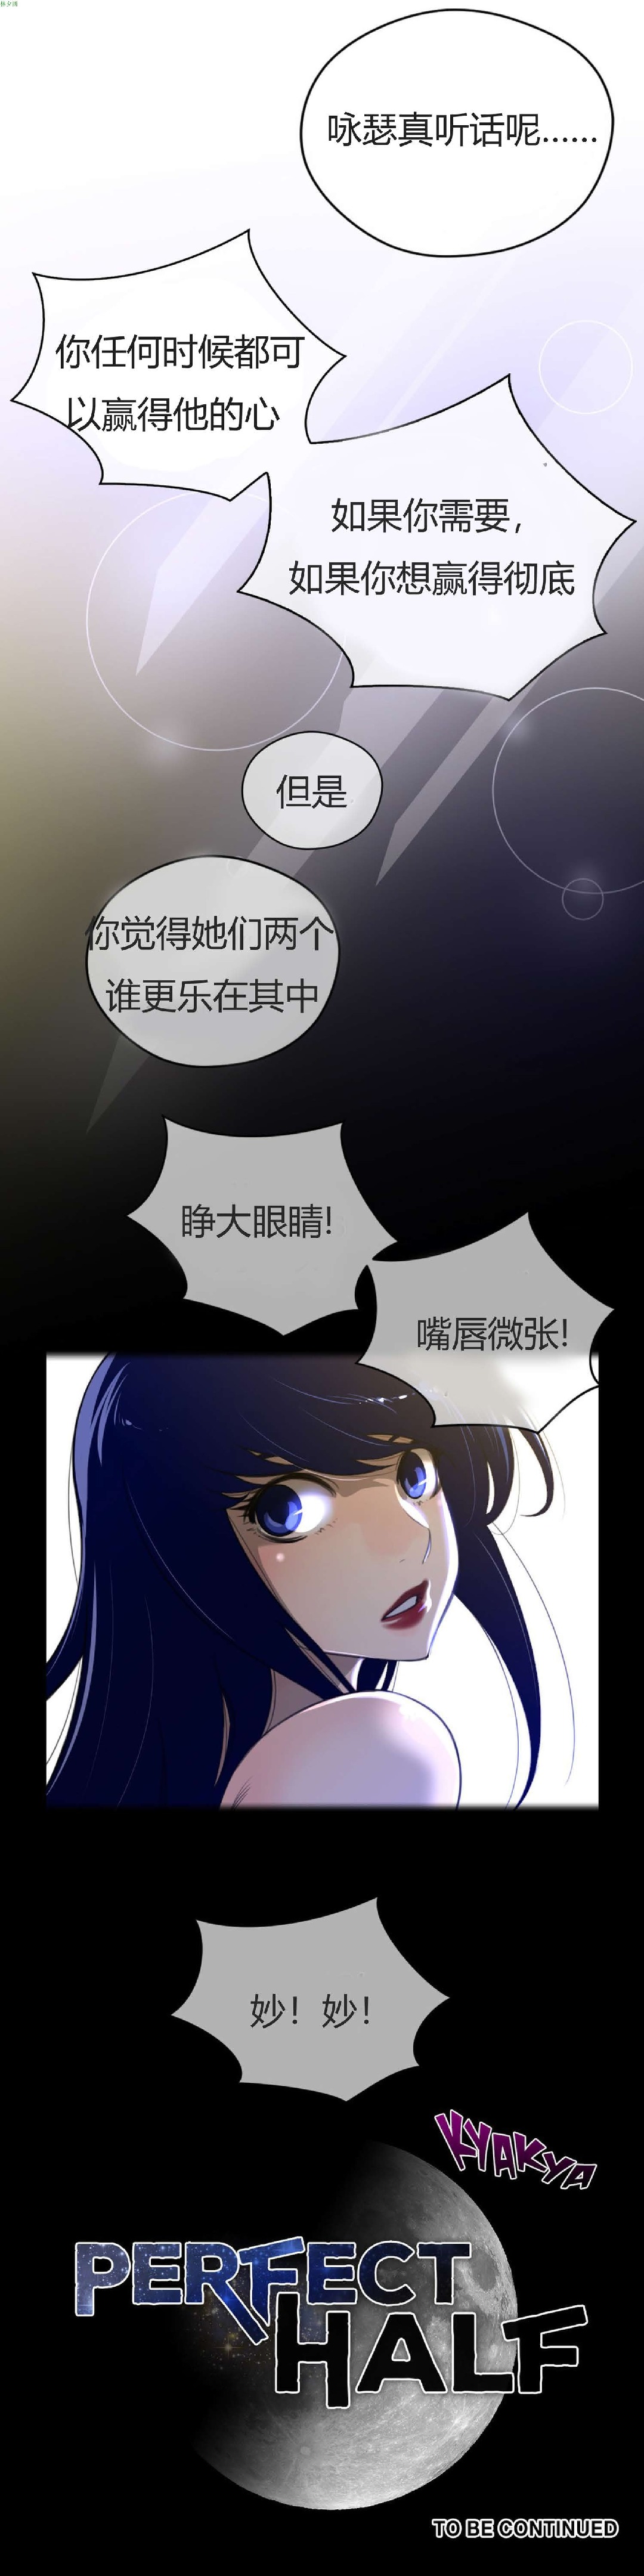 咏瑟真听话呢......
你任何时候都可
以赢得他的心
如果你需要，
如果你想赢得彻底
但是
你觉得她们两个
谁更乐在其中
睁大眼睛!
嘴唇微张!
妙！妙！
KYAKYA
PERFECT
HALF
TO BE CONTINUED